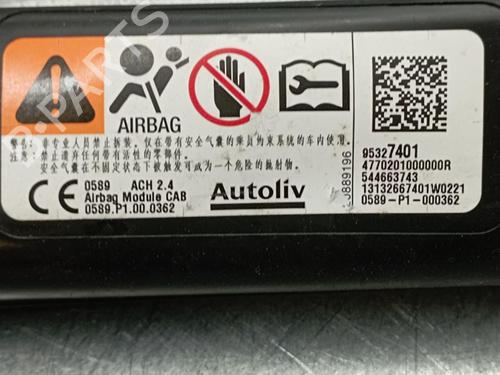 AIRBAG
警告: 非专业人员禁止拆装, 仅在带有安全气囊的乘员约束系统的车内使用.
禁止遗弃任何带有活性的零部件.
安全气囊在不固定状态下被触发可能成为一个危险的抛射物.
95327401
4770201000000R
544663743
13132667401W0221
0589-P1-000362
0589 ACH 2.4
Airbag Module CAB
0589.P1.00.0362
Autoliv